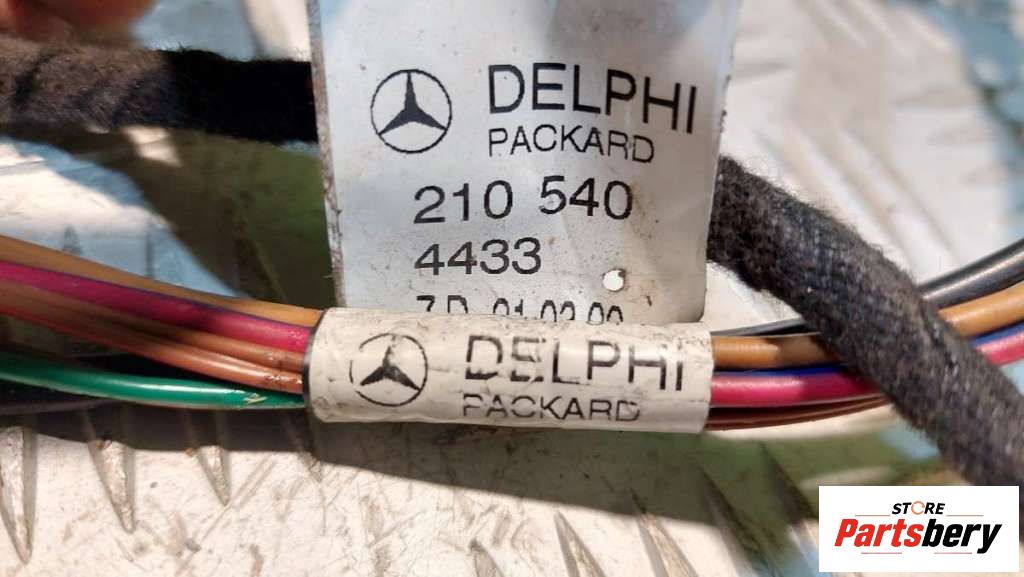 DELPHI
PACKARD
210 540
4433
DELPHI
PACKARD
STORE
Partsbery